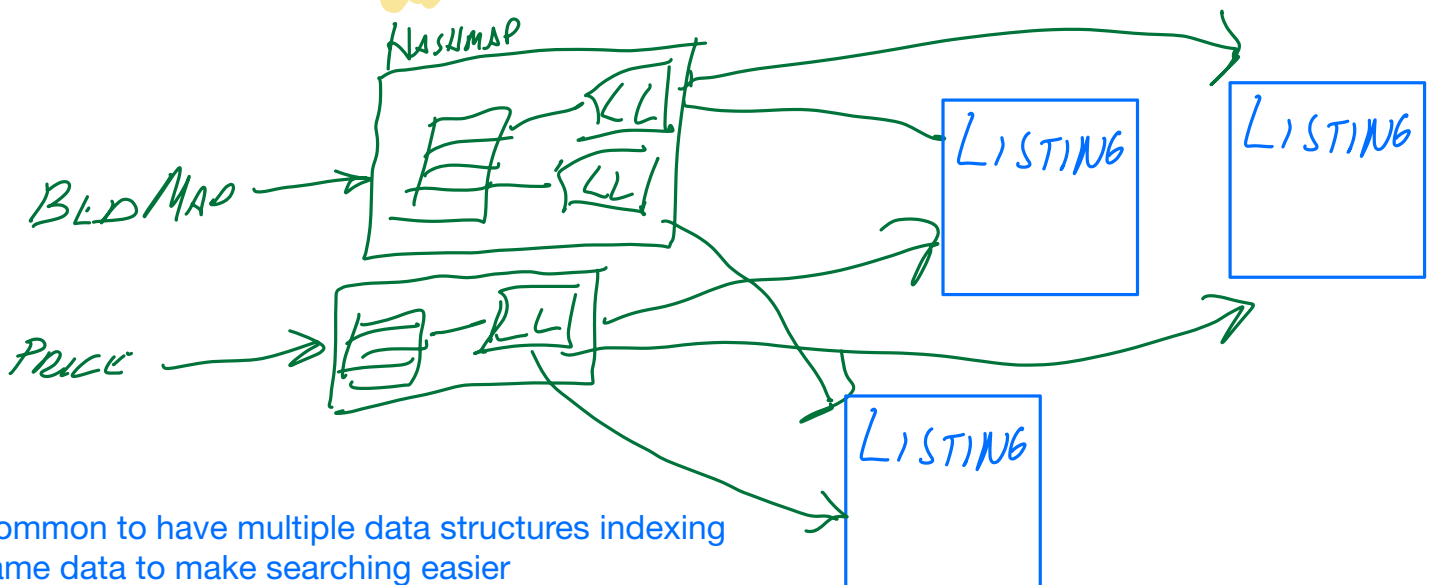 HASHMAP
LL
LISTING
LISTING
LL
BEDMAP
LL
PRICE
LISTING
ommon to have multiple data structures indexing
ame data to make searching easier